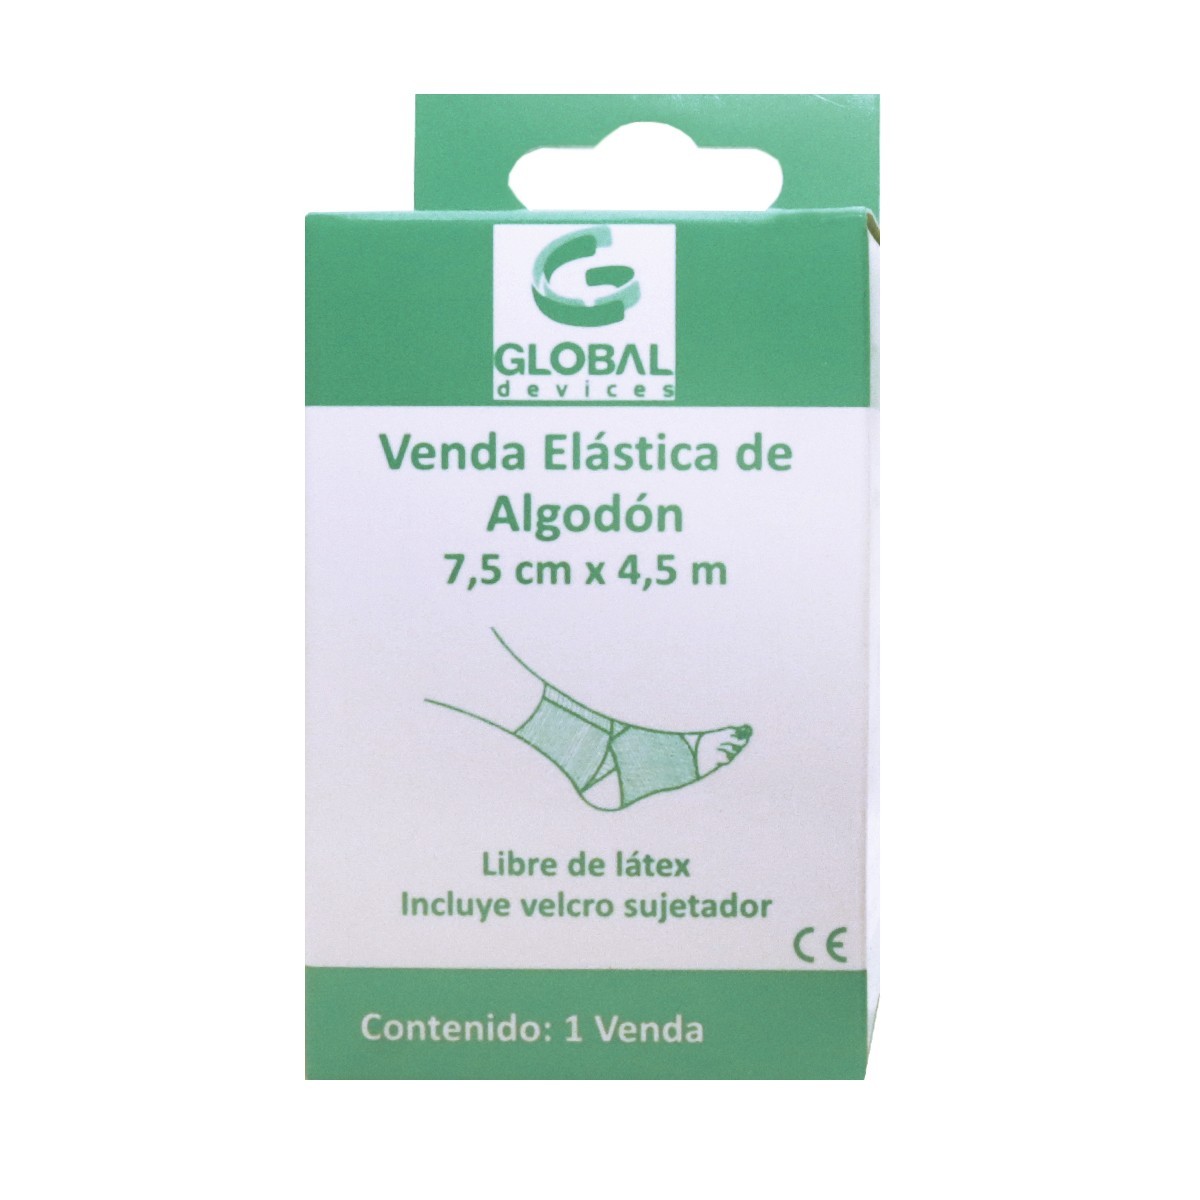 GLOBAL
devices
Venda Elástica de
Algodón
7,5 cm x 4,5 m
Libre de látex
Incluye velcro sujetador
CE
Contenido: 1 Venda